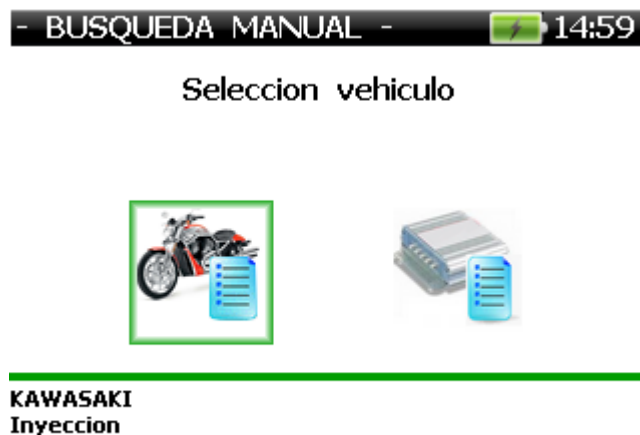 - BUSQUEDA MANUAL - 14:59
Seleccion vehiculo
KAWASAKI
Inyeccion